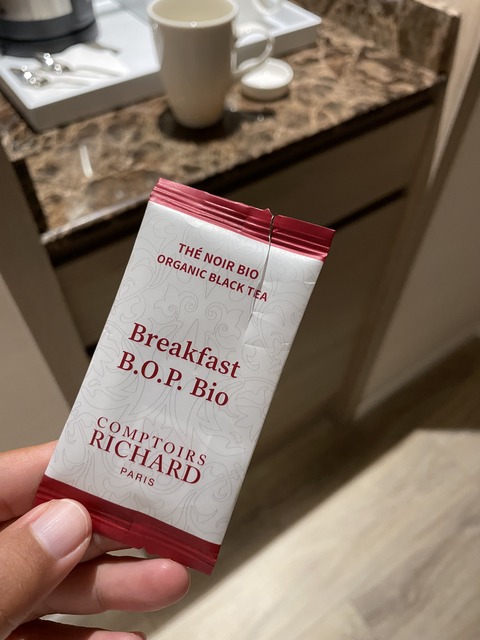 THÉ NOIR BIO
ORGANIC BLACK TEA
Breakfast
B.O.P. Bio
COMPTOIRS
RICHARD
PARIS